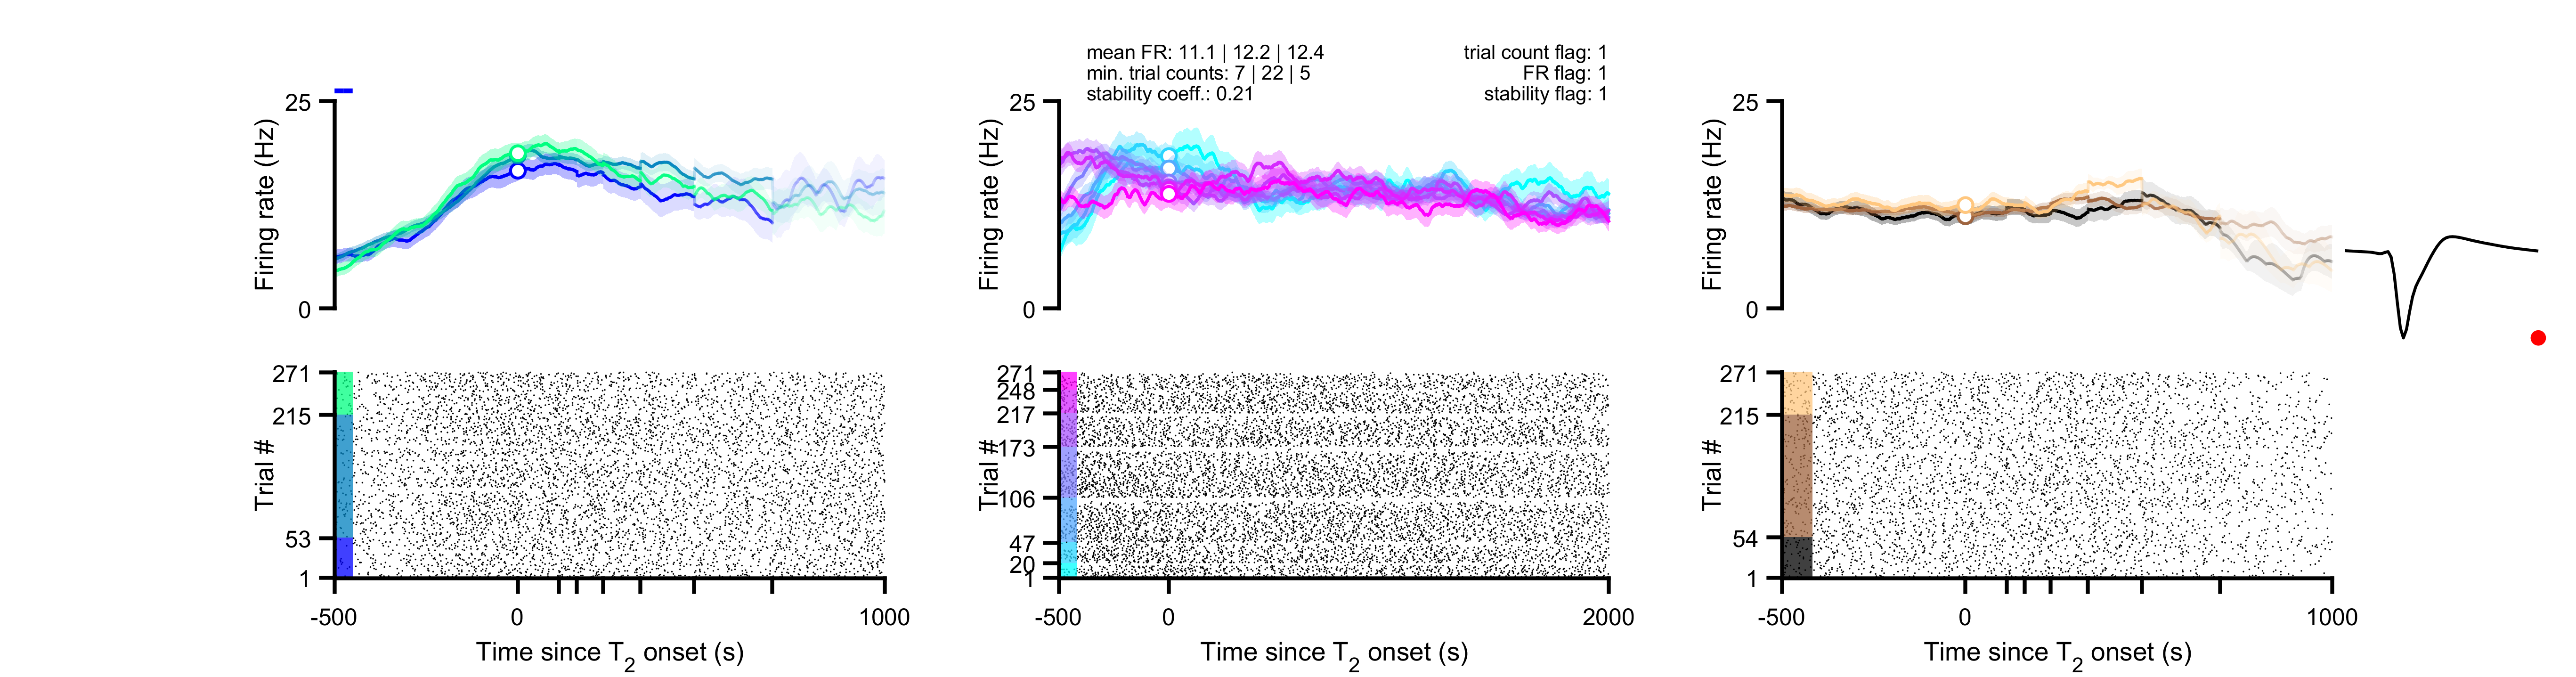 mean FR: 11.1 | 12.2 | 12.4
min. trial counts: 7 | 22 | 5
stability coeff.: 0.21
trial count flag: 1
FR flag: 1
stability flag: 1
25
0
Firing rate (Hz)
25
0
Firing rate (Hz)
25
0
Firing rate (Hz)
271
215
53
1
Trial #
-500
0
1000
Time since T2 onset (s)
271
248
217
173
106
47
20
1
Trial #
-500
0
2000
Time since T2 onset (s)
271
215
54
1
Trial #
-500
0
1000
Time since T2 onset (s)